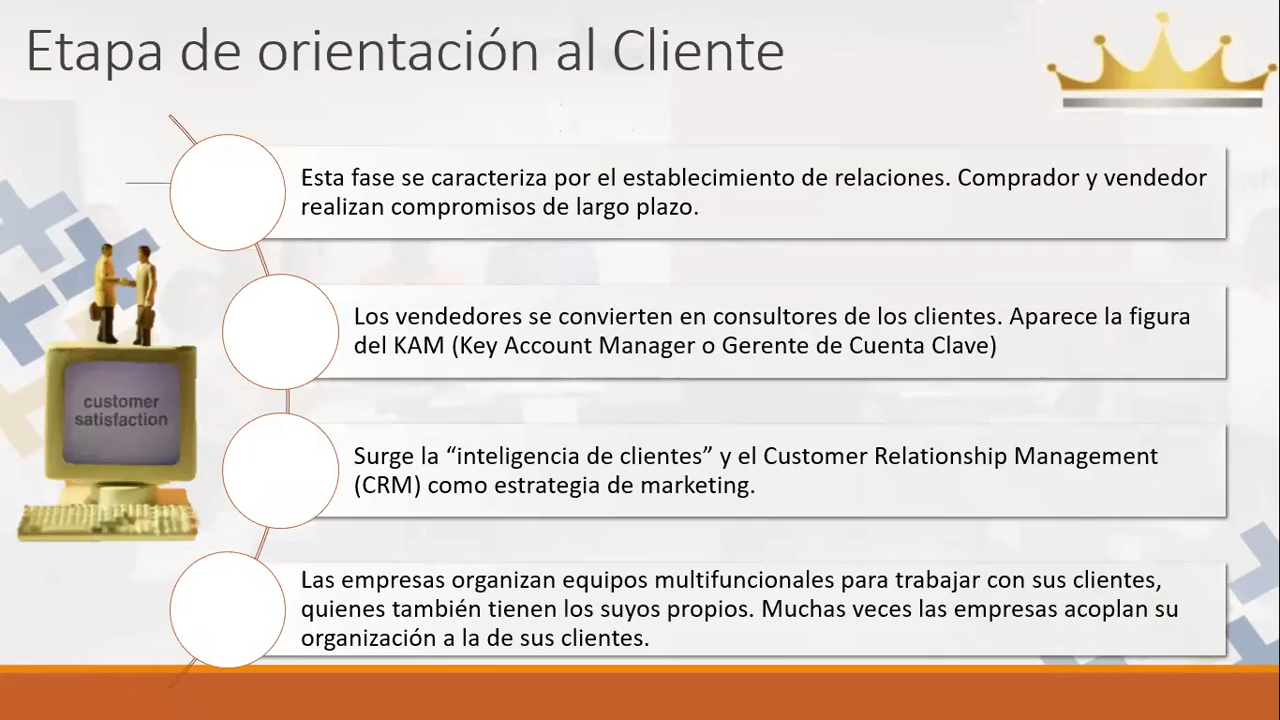 Etapa de orientación al Cliente
Esta fase se caracteriza por el establecimiento de relaciones. Comprador y vendedor
realizan compromisos de largo plazo.
Los vendedores se convierten en consultores de los clientes. Aparece la figura
del KAM (Key Account Manager o Gerente de Cuenta Clave)
customer
satisfaction
Surge la “inteligencia de clientes” y el Customer Relationship Management
(CRM) como estrategia de marketing.
Las empresas organizan equipos multifuncionales para trabajar con sus clientes,
quienes también tienen los suyos propios. Muchas veces las empresas acoplan su
organización a la de sus clientes.